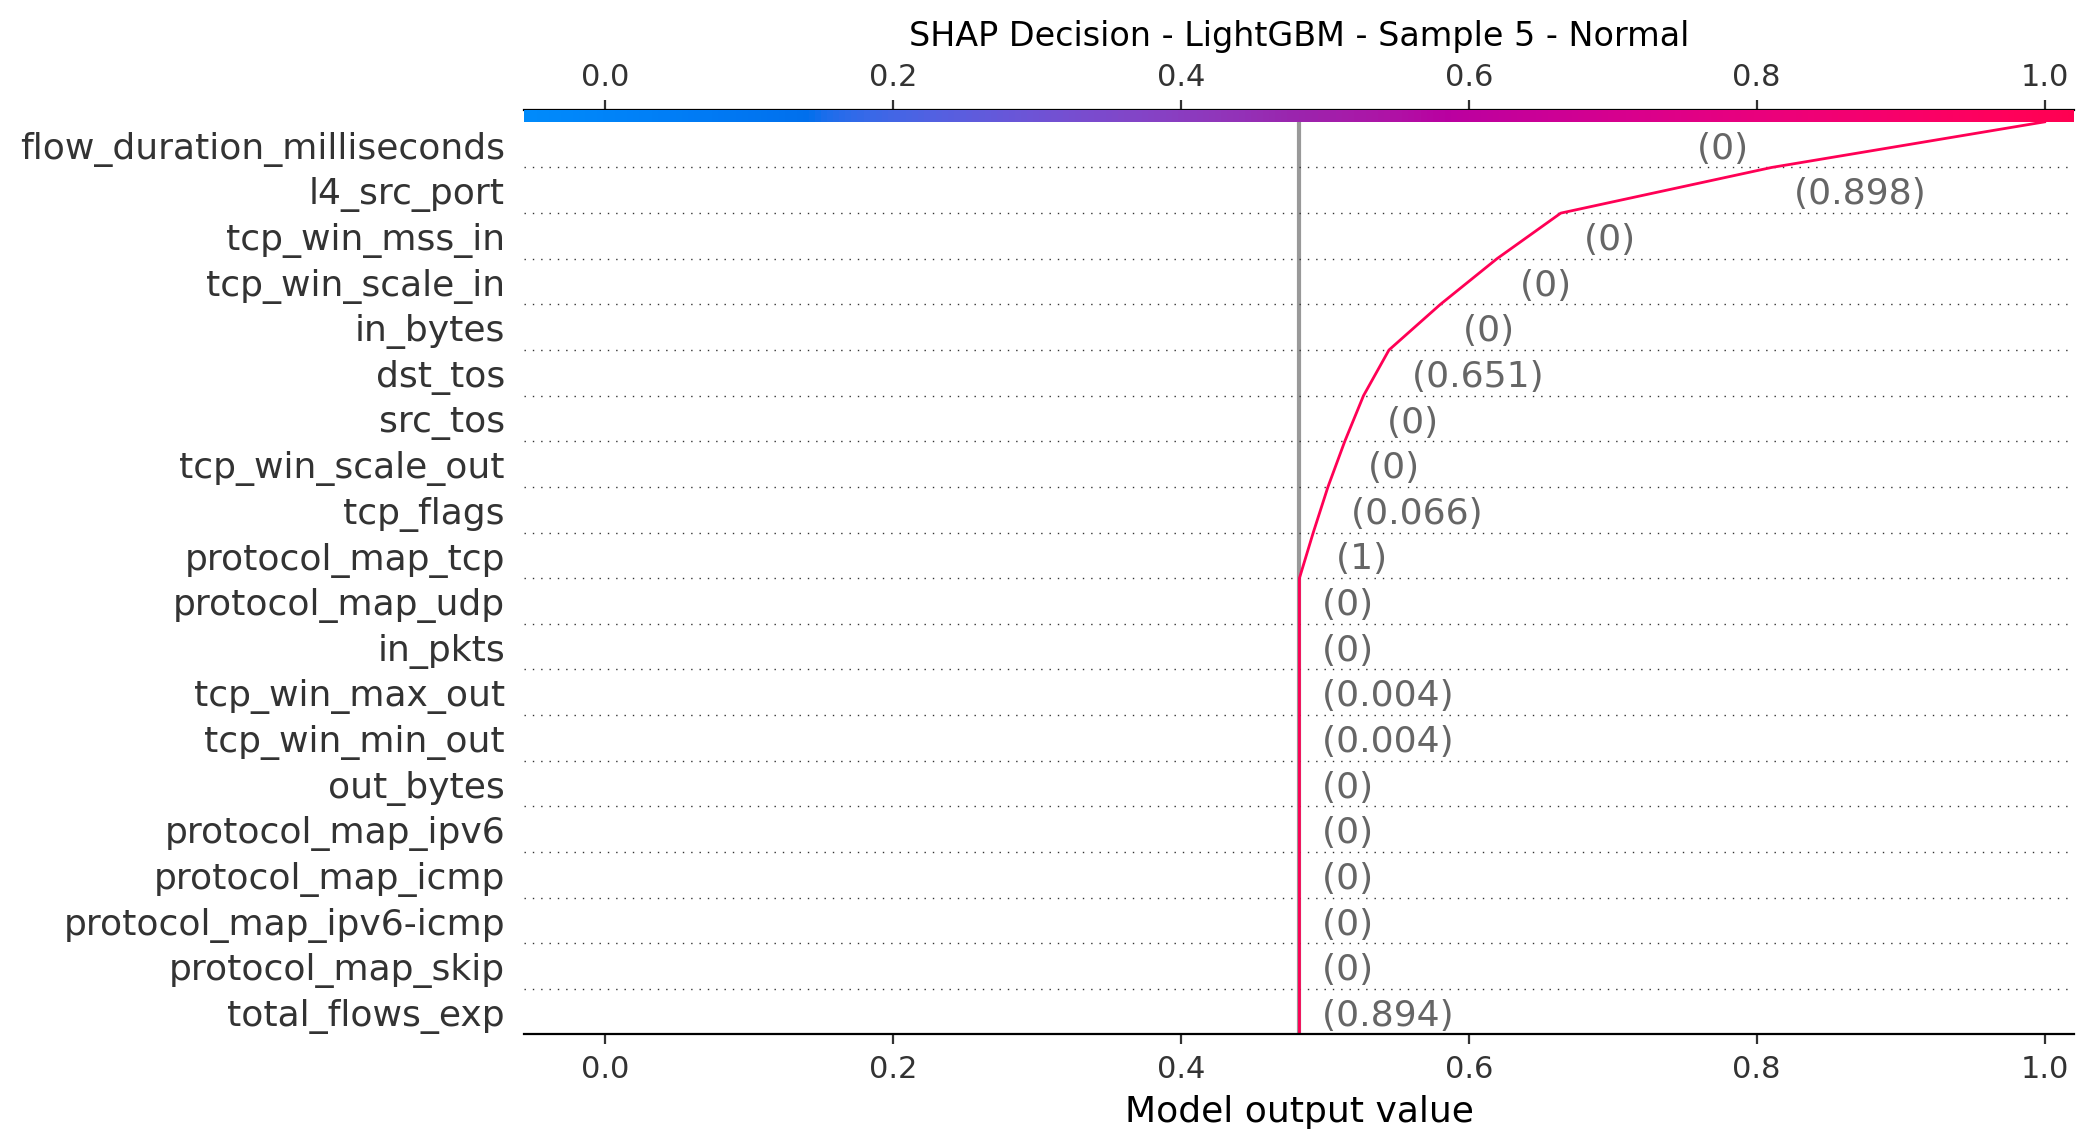 SHAP Decision - LightGBM - Sample 5 - Normal
0.0 0.2 0.4 0.6 0.8 1.0
flow_duration_milliseconds (0)
l4_src_port (0.898)
tcp_win_mss_in (0)
tcp_win_scale_in (0)
in_bytes (0)
dst_tos (0.651)
src_tos (0)
tcp_win_scale_out (0)
tcp_flags (0.066)
protocol_map_tcp (1)
protocol_map_udp (0)
in_pkts (0)
tcp_win_max_out (0.004)
tcp_win_min_out (0.004)
out_bytes (0)
protocol_map_ipv6 (0)
protocol_map_icmp (0)
protocol_map_ipv6-icmp (0)
protocol_map_skip (0)
total_flows_exp (0.894)
0.0 0.2 0.4 0.6 0.8 1.0
Model output value